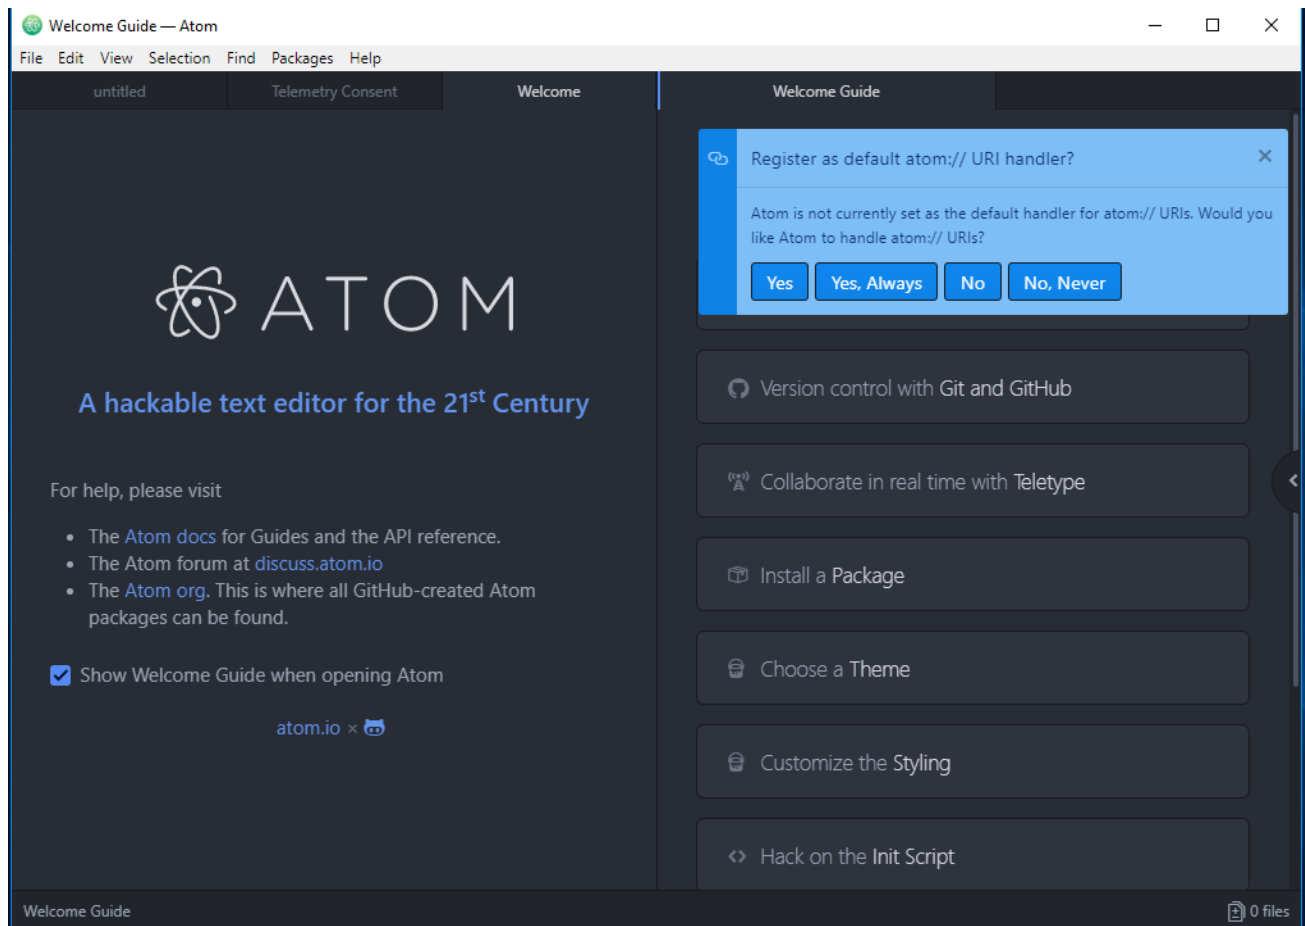 Welcome Guide — Atom
File Edit View Selection Find Packages Help
untitled
Telemetry Consent
Welcome
Welcome Guide
ATOM
A hackable text editor for the 21st Century
For help, please visit
• The Atom docs for Guides and the API reference.
• The Atom forum at discuss.atom.io
• The Atom org. This is where all GitHub-created Atom
packages can be found.
Show Welcome Guide when opening Atom
atom.io ×
Register as default atom:// URI handler?
Atom is not currently set as the default handler for atom:// URIs. Would you
like Atom to handle atom:// URIs?
Yes
Yes, Always
No
No, Never
Version control with Git and GitHub
Collaborate in real time with Teletype
Install a Package
Choose a Theme
Customize the Styling
Hack on the Init Script
Welcome Guide
0 files